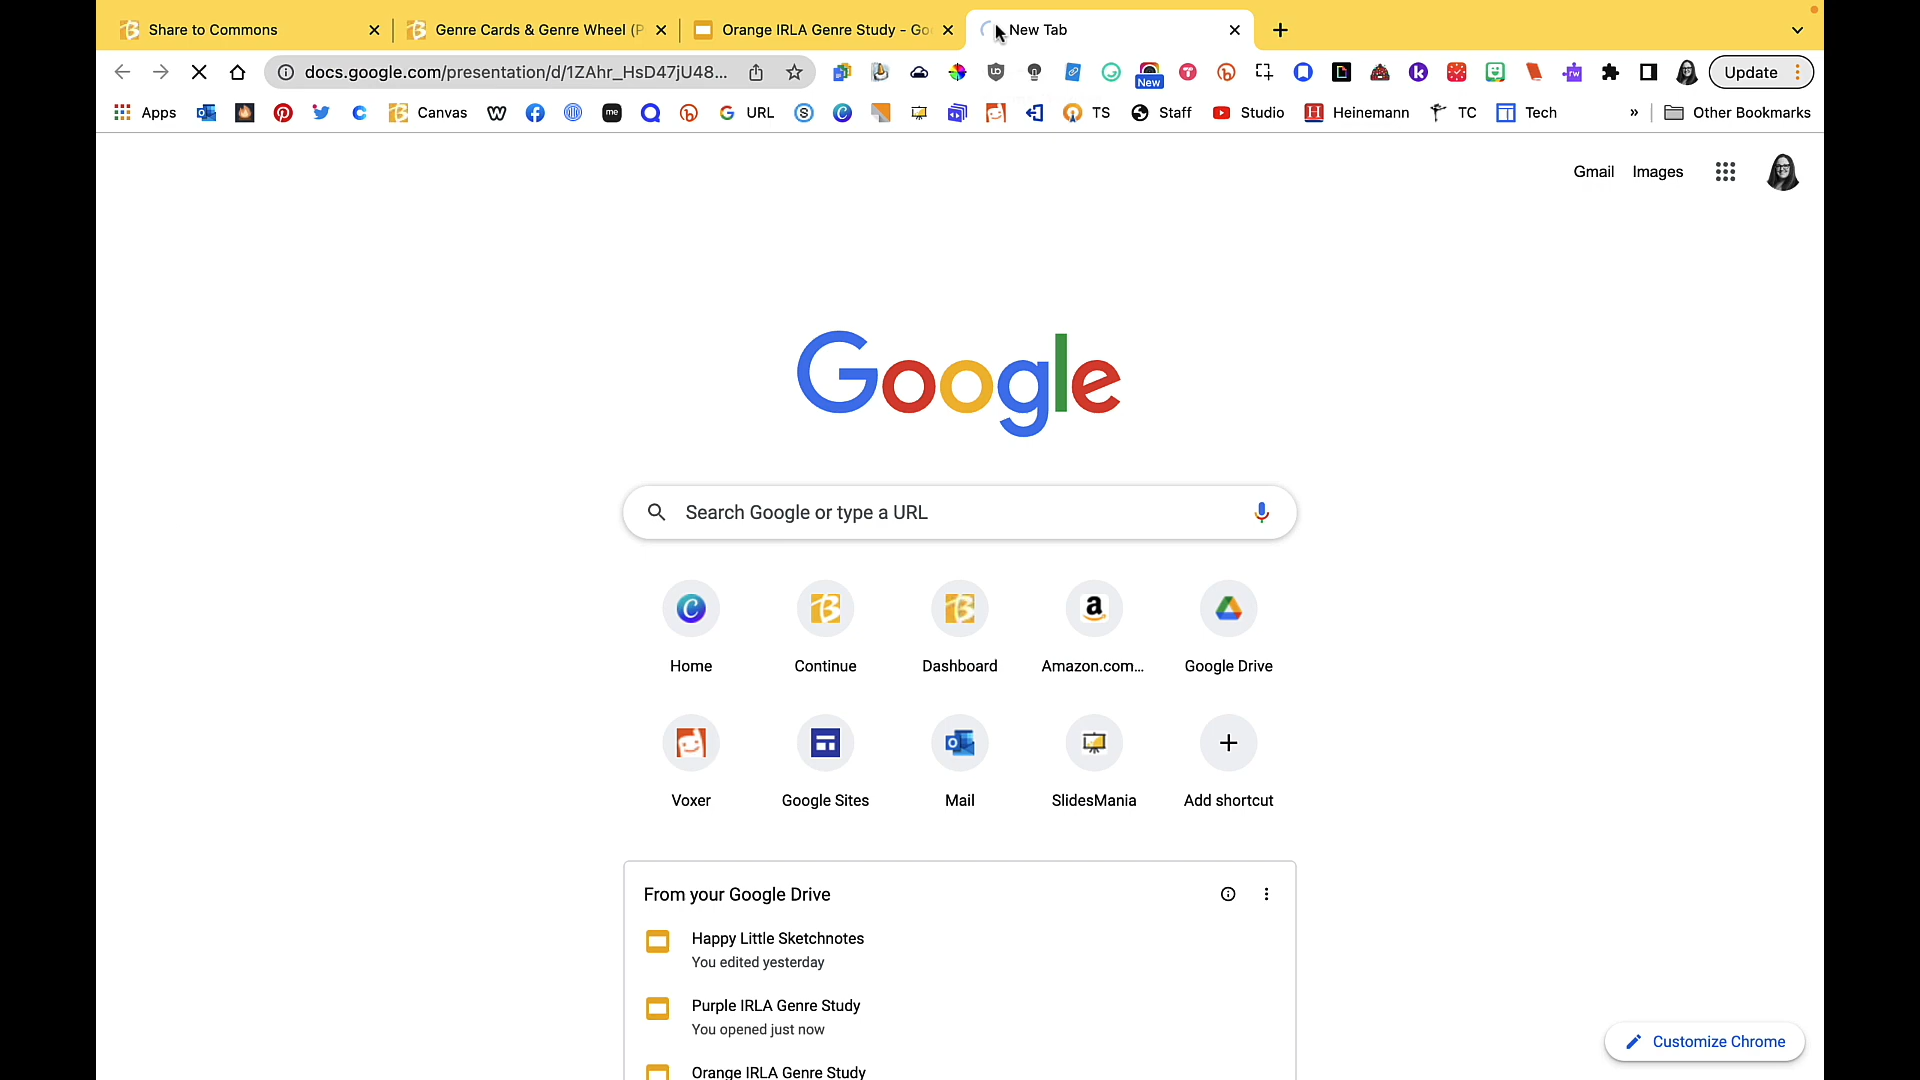 Share to Commons
Genre Cards & Genre Wheel (P
Orange IRLA Genre Study - Go
New Tab
docs.google.com/presentation/d/1ZAhr_HsD47jU48...
New
Update
Apps
Canvas
W
me
URL
TS
Staff
Studio
H Heinemann
TC
Tech
»
Other Bookmarks
Gmail
Images
Google
Search Google or type a URL
Home
Continue
Dashboard
Amazon.com...
Google Drive
Voxer
Google Sites
Mail
SlidesMania
Add shortcut
From your Google Drive
Happy Little Sketchnotes
You edited yesterday
Purple IRLA Genre Study
You opened just now
Orange IRLA Genre Study
Customize Chrome